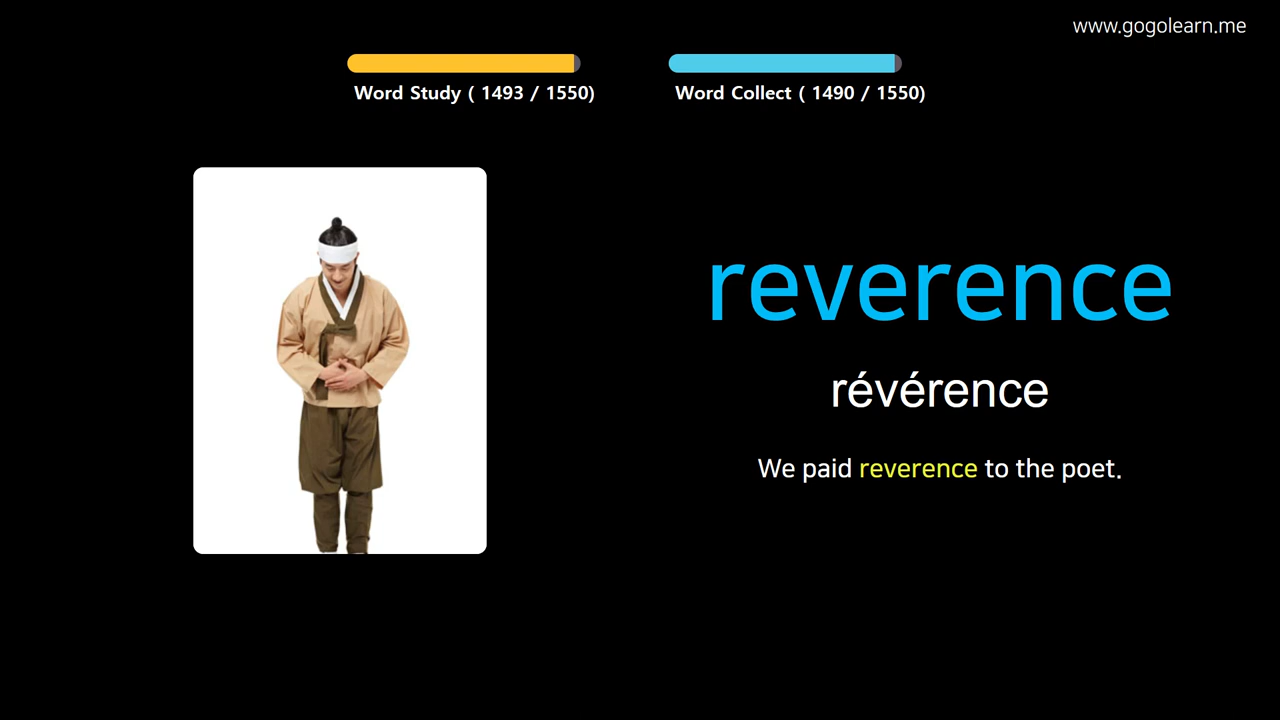 www.gogolearn.me
Word Study ( 1493 / 1550)
Word Collect ( 1490 / 1550)
reverence
révérence
We paid reverence to the poet.